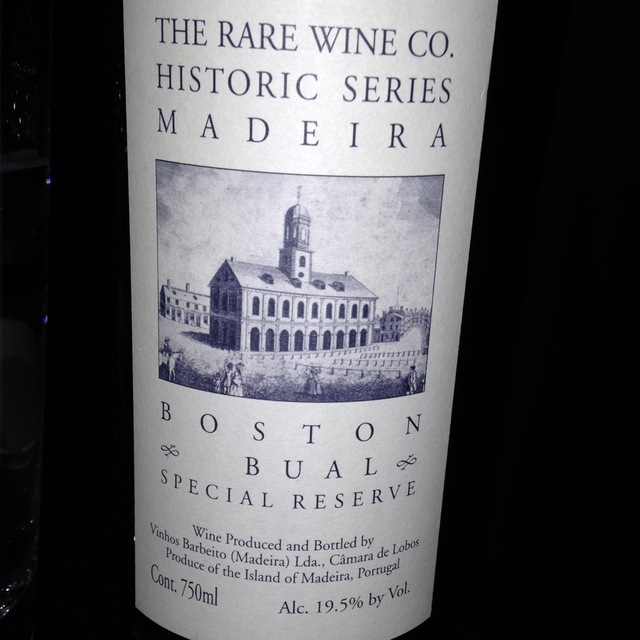 THE RARE WINE CO.
HISTORIC SERIES
MADEIRA
BOSTON
BUAL
SPECIAL RESERVE
Wine Produced and Bottled by
Vinhos Barbeito (Madeira) Lda., Câmara de Lobos
Produce of the Island of Madeira, Portugal
Cont. 750ml
Alc. 19.5% by Vol.